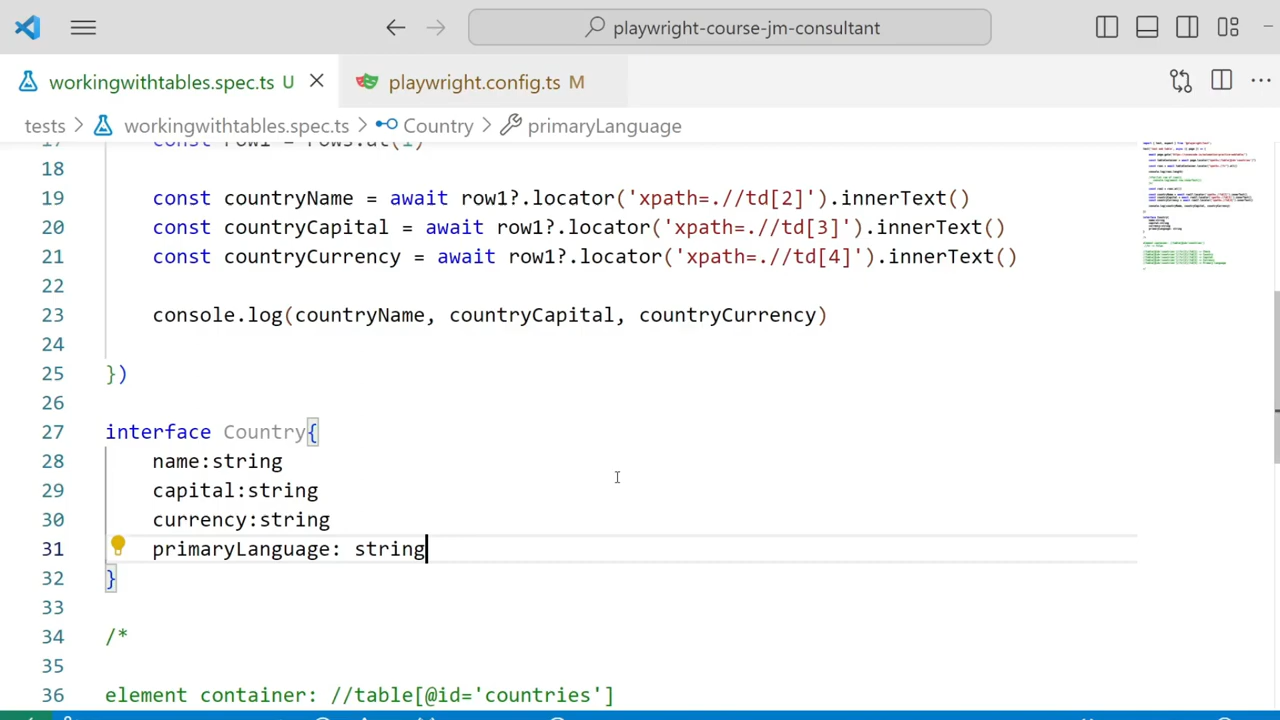 playwright-course-jm-consultant
workingwithtables.spec.ts U playwright.config.ts M
tests workingwithtables.spec.ts Country primaryLanguage
18
19 const countryName = await row1?.locator('xpath=.//td[2]').innerText()
20 const countryCapital = await row1?.locator('xpath=.//td[3]').innerText()
21 const countryCurrency = await row1?.locator('xpath=.//td[4]').innerText()
22
23 console.log(countryName, countryCapital, countryCurrency)
24
25 })
26
27 interface Country{
28 name:string
29 capital:string
30 currency:string
31 primaryLanguage: string
32 }
33
34 /*
35
36 element container: //table[@id='countries']